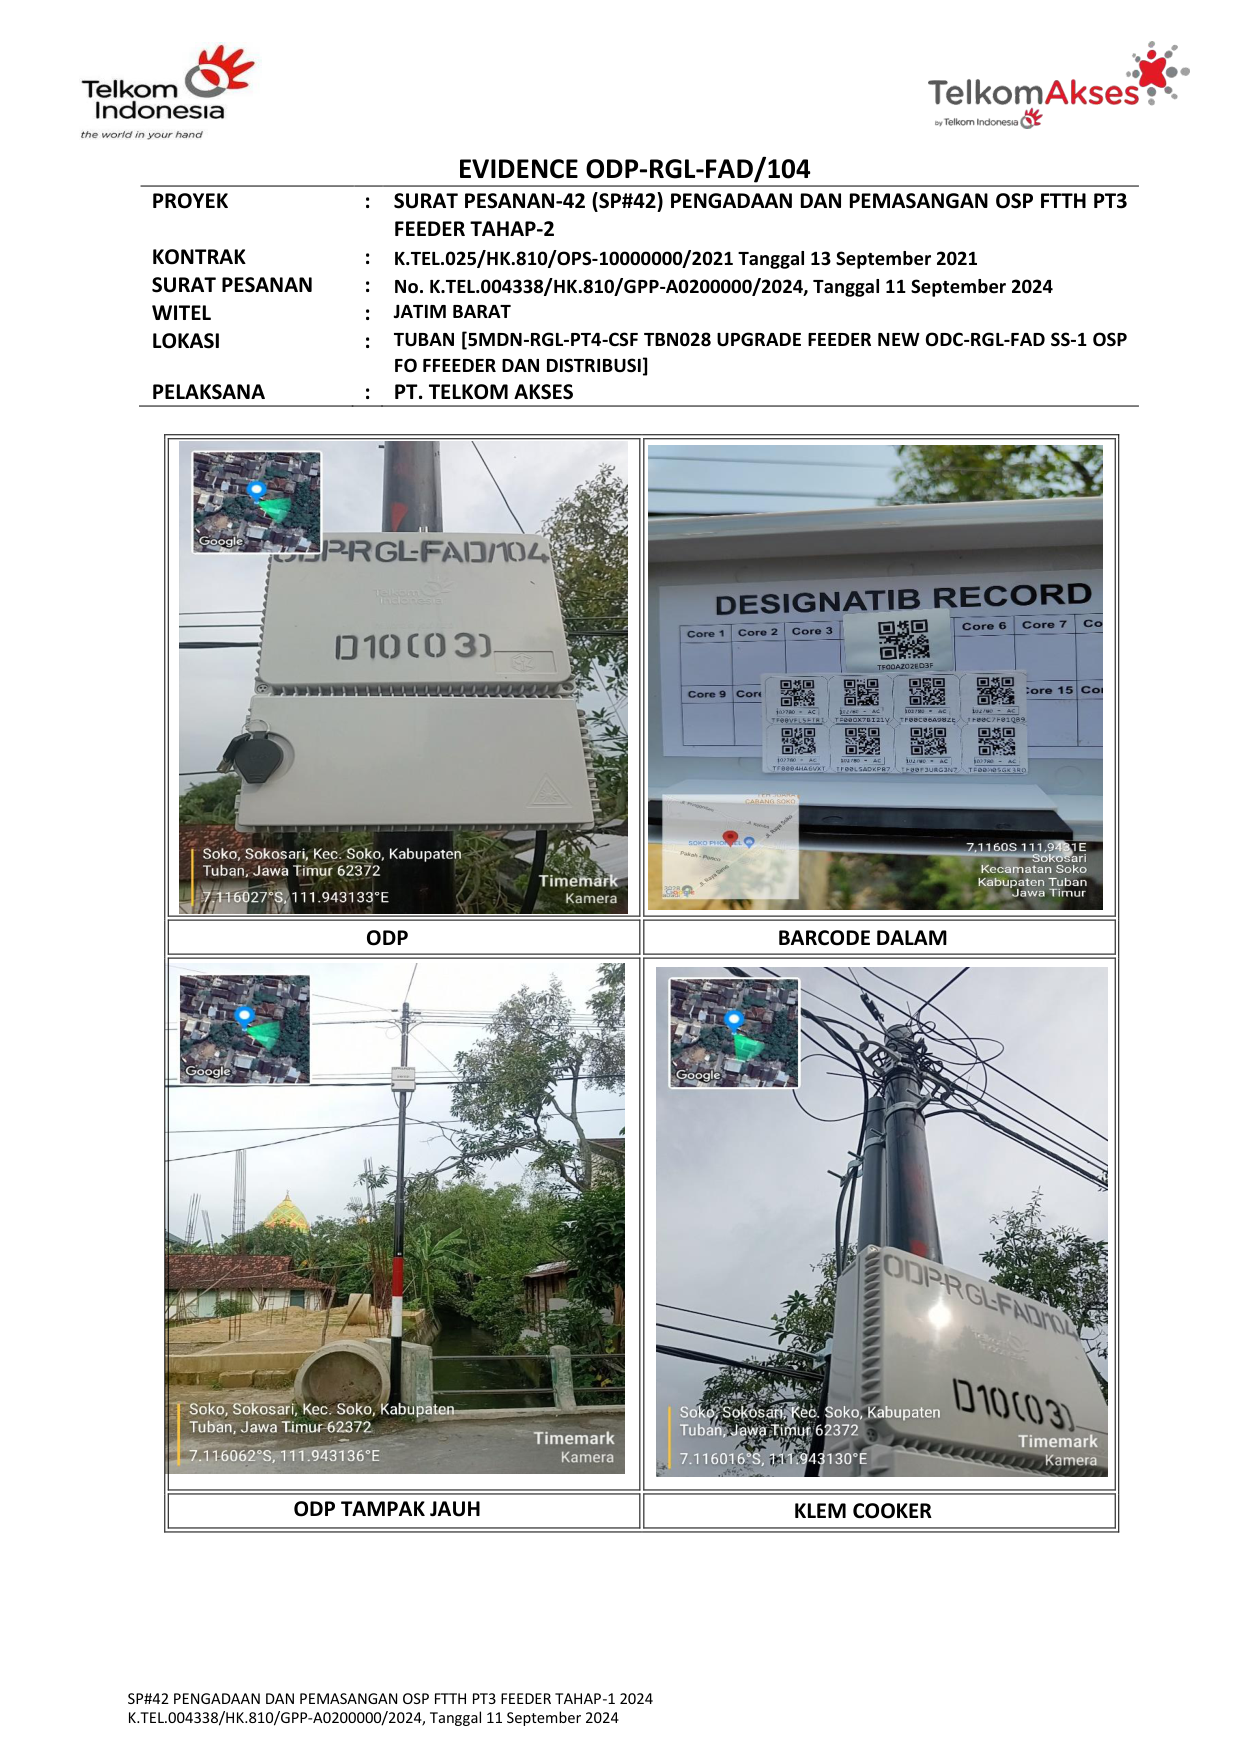 Telkom
Indonesia
the world in your hand
TelkomAkses
by Telkom Indonesia
EVIDENCE ODP-RGL-FAD/104
PROYEK : SURAT PESANAN-42 (SP#42) PENGADAAN DAN PEMASANGAN OSP FTTH PT3
FEEDER TAHAP-2
KONTRAK : K.TEL.025/HK.810/OPS-10000000/2021 Tanggal 13 September 2021
SURAT PESANAN : No. K.TEL.004338/HK.810/GPP-A0200000/2024, Tanggal 11 September 2024
WITEL : JATIM BARAT
LOKASI : TUBAN [5MDN-RGL-PT4-CSF TBN028 UPGRADE FEEDER NEW ODC-RGL-FAD SS-1 OSP
FO FFEEDER DAN DISTRIBUSI]
PELAKSANA : PT. TELKOM AKSES
Google
ODP-RGL-FAD/104
Telkom
Indonesia
D10(03)
Soko, Sokosari, Kec. Soko, Kabupaten
Tuban, Jawa Timur 62372
7.116027°S, 111.943133°E
Timemark
Kamera
DESIGNATIB RECORD
Core 1 Core 2 Core 3 Core 6 Core 7 Co
Core 9 Core Core 15
CABANG SOKO
7,1160S 111,9431E
Sokosari
Kecamatan Soko
Kabupaten Tuban
Jawa Timur
ODP
BARCODE DALAM
Google
Soko, Sokosari, Kec. Soko, Kabupaten
Tuban, Jawa Timur 62372
7.116062°S, 111.943136°E
Timemark
Kamera
Google
ODP-RGL-FAD/104
D10(03)
Soko, Sokosari, Kec. Soko, Kabupaten
Tuban, Jawa Timur 62372
7.116016°S, 111.943130°E
Timemark
Kamera
ODP TAMPAK JAUH
KLEM COOKER
SP#42 PENGADAAN DAN PEMASANGAN OSP FTTH PT3 FEEDER TAHAP-1 2024
K.TEL.004338/HK.810/GPP-A0200000/2024, Tanggal 11 September 2024